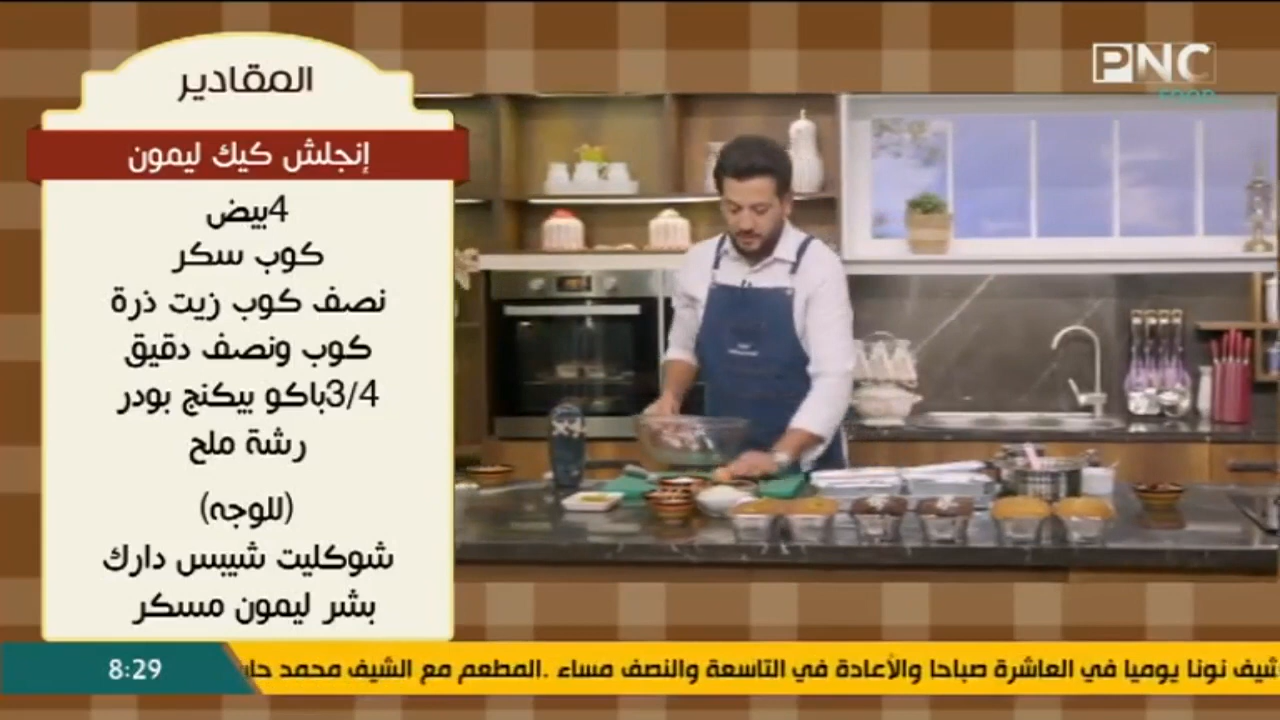 PNC
FOOD
المقادير
إنجلش كيك ليمون
4بيض
كوب سكر
نصف كوب زيت ذرة
كوب ونصف دقيق
3/4باكو بيكنج بودر
رشة ملح
(للوجه)
شوكليت شيبس دارك
بشر ليمون مسكر
شيف نونا يوميا في العاشرة صباحا والأعادة في التاسعة والنصف مساء .المطعم مع الشيف محمد
8:29